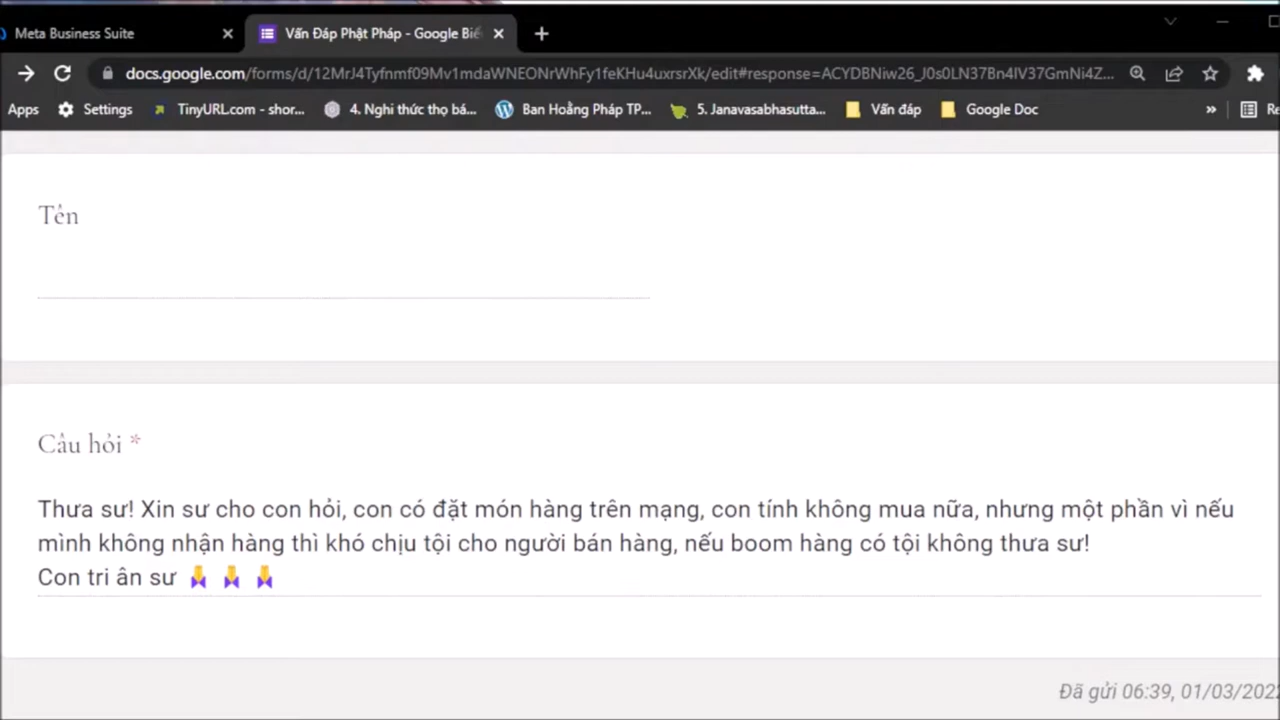 Meta Business Suite
Vấn Đáp Phật Pháp - Google Biể
docs.google.com/forms/d/12MrJ4Tyfnmf09Mv1mdaWNEONrWhFy1feKHu4uxrsrXk/edit#response=ACYDBNiw26_J0s0LN37Bn4lV37GmNi4Z...
Apps Settings TinyURL.com - shor... 4. Nghi thức thọ bá... Ban Hoằng Pháp TP... 5. Janavasabhasutta... Vấn đáp Google Doc »
Tên
Câu hỏi *
Thưa sư! Xin sư cho con hỏi, con có đặt món hàng trên mạng, con tính không mua nữa, nhưng một phần vì nếu
mình không nhận hàng thì khó chịu tội cho người bán hàng, nếu boom hàng có tội không thưa sư!
Con tri ân sư 🙏 🙏 🙏
Đã gửi 06:39, 01/03/202